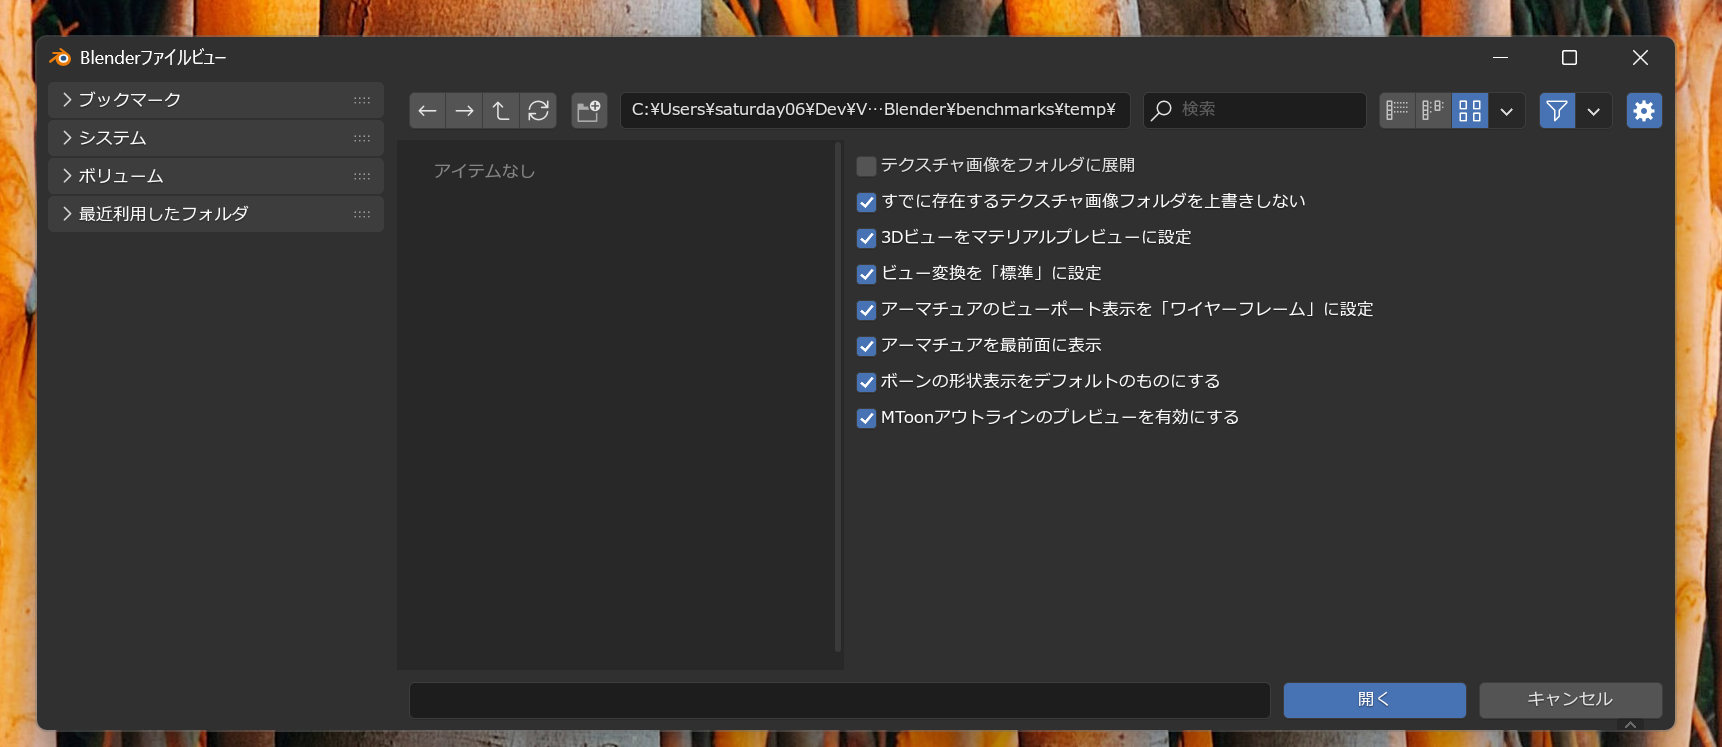 Blenderファイルビュー
ブックマーク
システム
ボリューム
最近利用したフォルダ
C:¥Users¥saturday06¥Dev¥V…Blender¥benchmarks¥temp¥
検索
アイテムなし
テクスチャ画像をフォルダに展開
すでに存在するテクスチャ画像フォルダを上書きしない
3Dビューをマテリアルプレビューに設定
ビュー変換を「標準」に設定
アーマチュアのビューポート表示を「ワイヤーフレーム」に設定
アーマチュアを最前面に表示
ボーンの形状表示をデフォルトのものにする
MToonアウトラインのプレビューを有効にする
開く
キャンセル